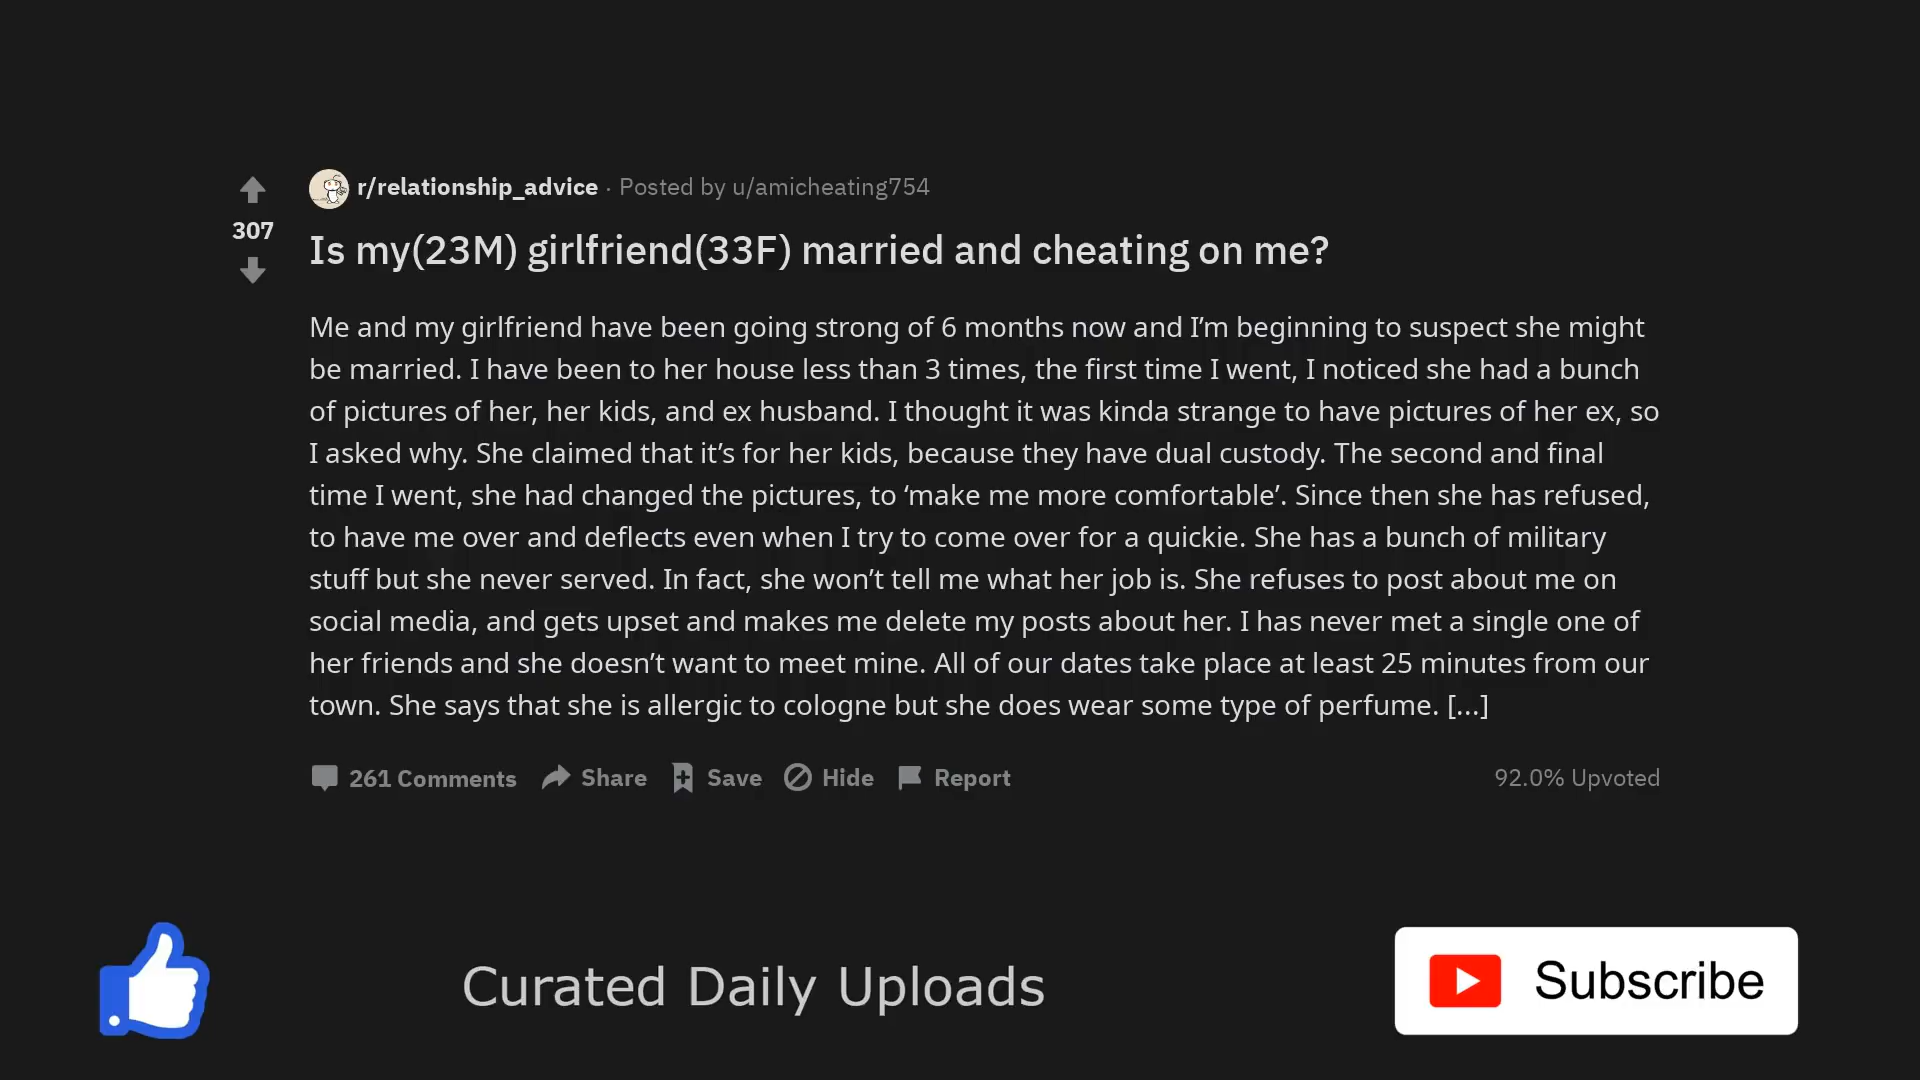 r/relationship_advice · Posted by u/amicheating754
307
Is my(23M) girlfriend(33F) married and cheating on me?
Me and my girlfriend have been going strong of 6 months now and I’m beginning to suspect she might
be married. I have been to her house less than 3 times, the first time I went, I noticed she had a bunch
of pictures of her, her kids, and ex husband. I thought it was kinda strange to have pictures of her ex, so
I asked why. She claimed that it’s for her kids, because they have dual custody. The second and final
time I went, she had changed the pictures, to ‘make me more comfortable’. Since then she has refused,
to have me over and deflects even when I try to come over for a quickie. She has a bunch of military
stuff but she never served. In fact, she won’t tell me what her job is. She refuses to post about me on
social media, and gets upset and makes me delete my posts about her. I has never met a single one of
her friends and she doesn’t want to meet mine. All of our dates take place at least 25 minutes from our
town. She says that she is allergic to cologne but she does wear some type of perfume. [...]
261 Comments Share Save Hide Report 92.0% Upvoted
Curated Daily Uploads
Subscribe